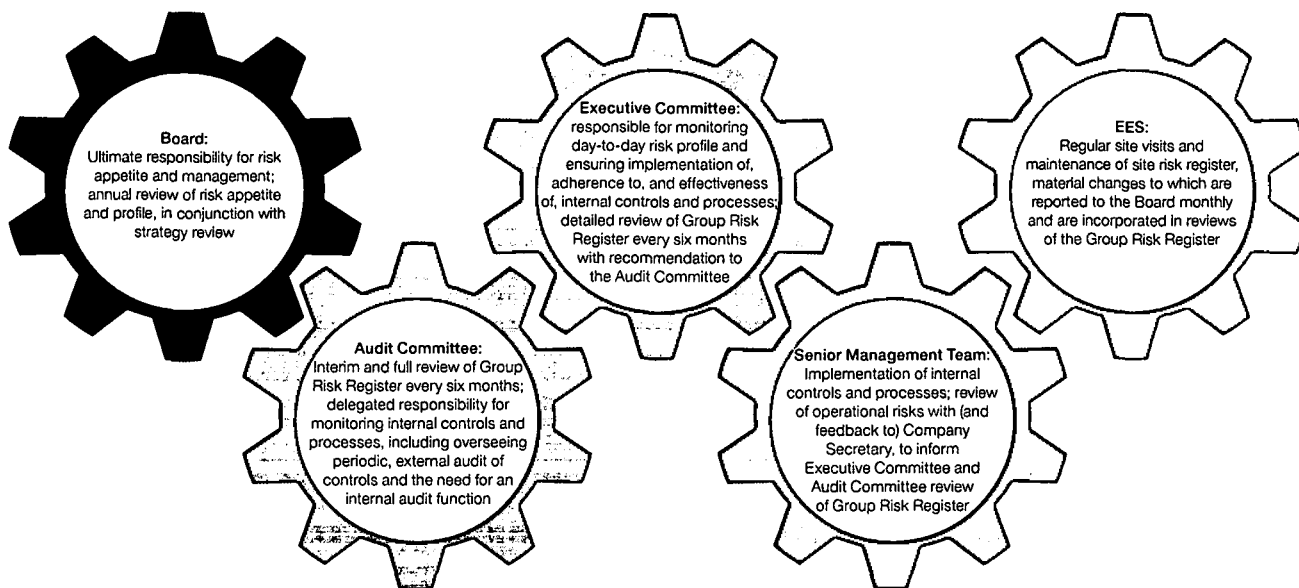 Board:
Ultimate responsibility for risk
appetite and management;
annual review of risk appetite
and profile, in conjunction with
strategy review
Audit Committee:
Interim and full review of Group
Risk Register every six months;
delegated responsibility for
monitoring internal controls and
processes, including overseeing
periodic, external audit of
controls and the need for an
internal audit function
Executive Committee:
responsible for monitoring
day-to-day risk profile and
ensuring implementation of,
adherence to, and effectiveness
of, internal controls and processes;
detailed review of Group Risk
Register every six months
with recommendation to
the Audit Committee
Senior Management Team:
Implementation of internal
controls and processes; review
of operational risks with (and
feedback to) Company
Secretary, to inform
Executive Committee and
Audit Committee review
of Group Risk Register
EES:
Regular site visits and
maintenance of site risk register,
material changes to which are
reported to the Board monthly
and are incorporated in reviews
of the Group Risk Register